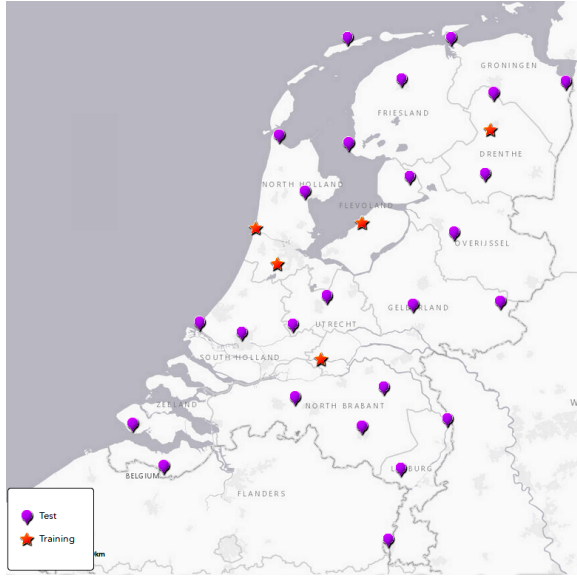 GRONINGEN
FRIESLAND
DRENTHE
NORTH HOLLAND
FLEVOLAND
OVERIJSSEL
GELDERLAND
UTRECHT
SOUTH HOLLAND
ZEELAND
NORTH BRABANT
W
BELGIUM
LIMBURG
FLANDERS
Test
Training
km